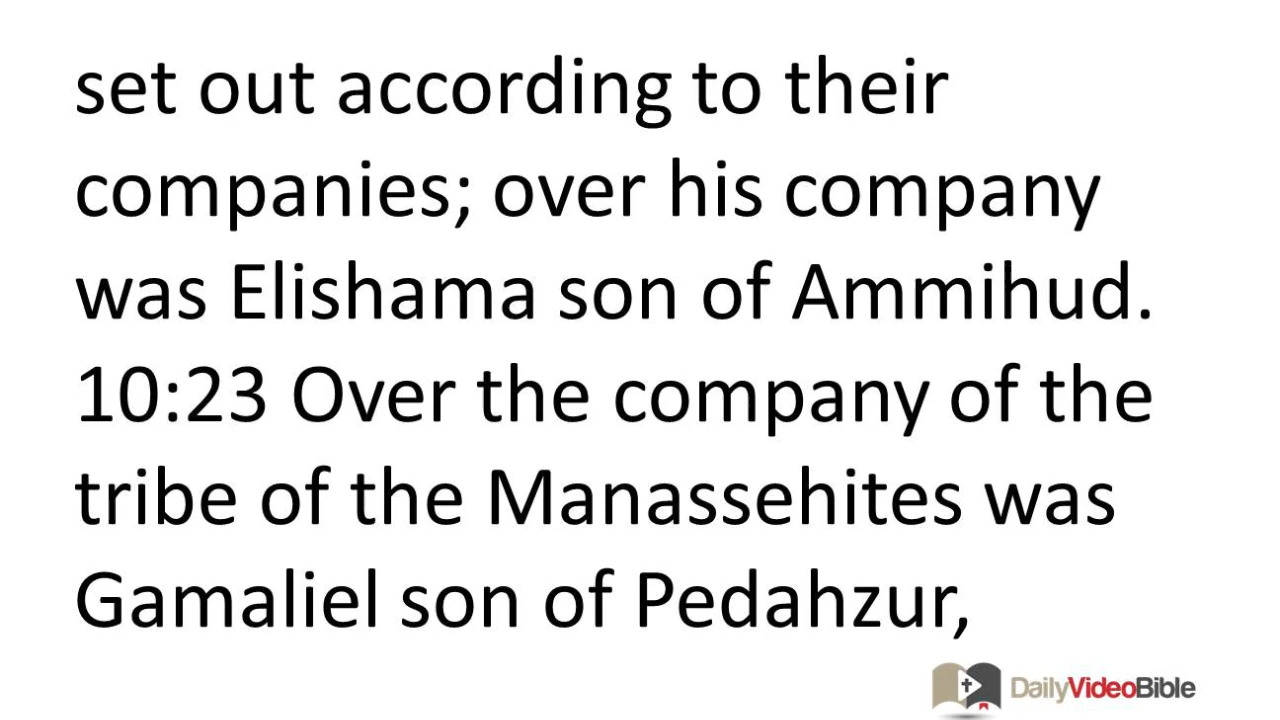 set out according to their
companies; over his company
was Elishama son of Ammihud.
10:23 Over the company of the
tribe of the Manassehites was
Gamaliel son of Pedahzur,
DailyVideoBible